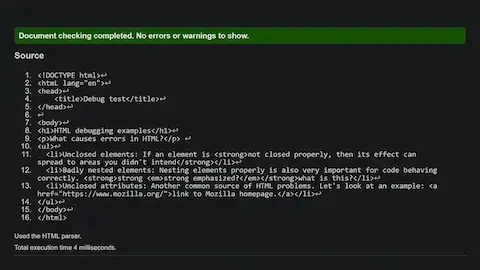 Document checking completed. No errors or warnings to show.
Source
1. <!DOCTYPE html>↩
2. <html lang="en">↩
3. <head>↩
4.     <title>Debug test</title>↩
5. </head>↩
6. ↩
7. <body>↩
8. <h1>HTML debugging examples</h1>↩
9. <p>What causes errors in HTML?</p> ↩
10. <ul>↩
11.   <li>Unclosed elements: If an element is <strong>not closed properly, then its effect can
spread to areas you didn't intend</strong></li>↩
12.   <li>Badly nested elements: Nesting elements properly is also very important for code behaving
correctly. <strong>strong <em>strong emphasized?</em></strong>what is this?</li>↩
13.   <li>Unclosed attributes: Another common source of HTML problems. Let's look at an example: <a
href="https://www.mozilla.org/">link to Mozilla homepage.</a></li>↩
14. </ul>↩
15. </body>↩
16. </html>
Used the HTML parser.
Total execution time 4 milliseconds.